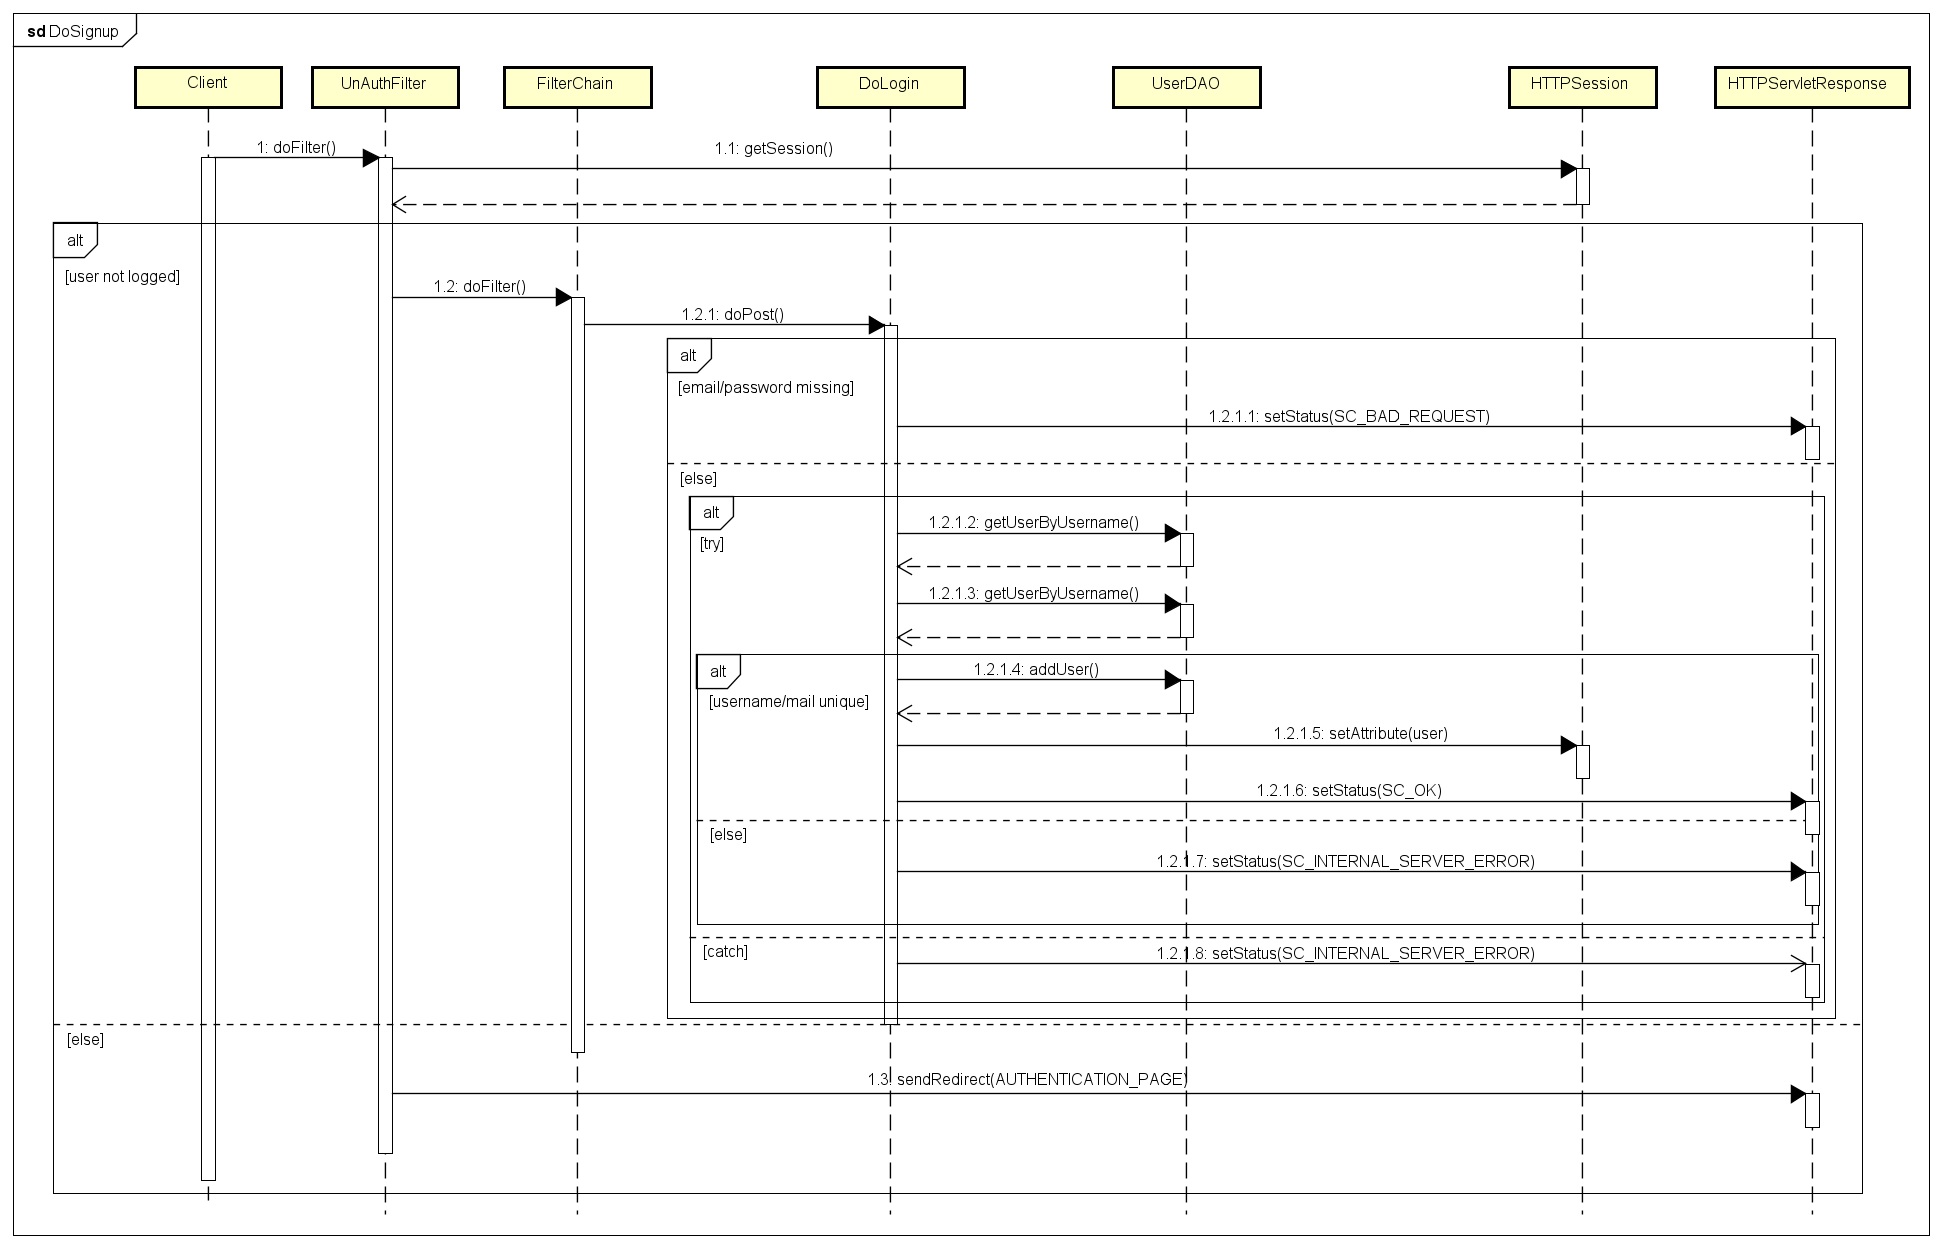 sd DoSignup
Client
UnAuthFilter
FilterChain
DoLogin
UserDAO
HTTPSession
HTTPServletResponse
1: doFilter()
1.1: getSession()
alt
[user not logged]
1.2: doFilter()
1.2.1: doPost()
alt
[email/password missing]
1.2.1.1: setStatus(SC_BAD_REQUEST)
[else]
alt
[try]
1.2.1.2: getUserByUsername()
1.2.1.3: getUserByUsername()
alt
[username/mail unique]
1.2.1.4: addUser()
1.2.1.5: setAttribute(user)
1.2.1.6: setStatus(SC_OK)
[else]
1.2.1.7: setStatus(SC_INTERNAL_SERVER_ERROR)
[catch]
1.2.1.8: setStatus(SC_INTERNAL_SERVER_ERROR)
[else]
1.3: sendRedirect(AUTHENTICATION_PAGE)